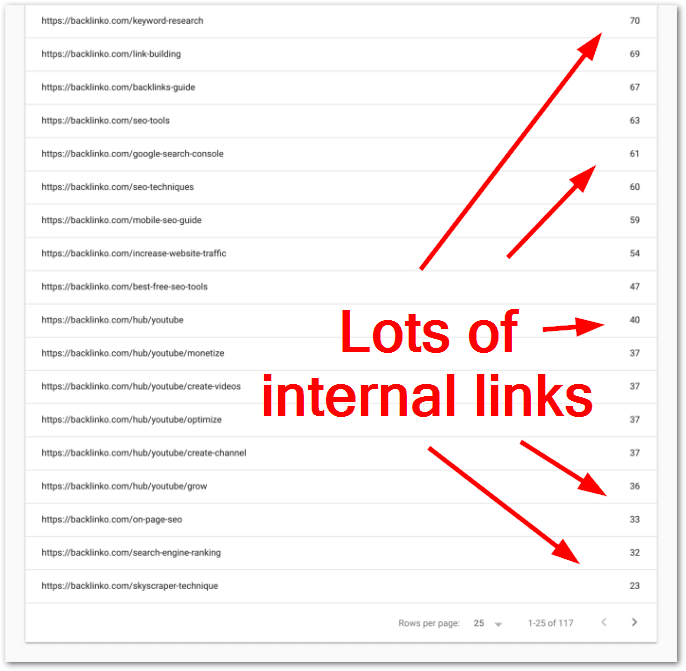 https://backlinko.com/keyword-research 70
https://backlinko.com/link-building 69
https://backlinko.com/backlinks-guide 67
https://backlinko.com/seo-tools 63
https://backlinko.com/google-search-console 61
https://backlinko.com/seo-techniques 60
https://backlinko.com/mobile-seo-guide 59
https://backlinko.com/increase-website-traffic 54
https://backlinko.com/best-free-seo-tools 47
https://backlinko.com/hub/youtube 40
https://backlinko.com/hub/youtube/monetize 37
https://backlinko.com/hub/youtube/create-videos 37
https://backlinko.com/hub/youtube/optimize 37
https://backlinko.com/hub/youtube/create-channel 37
https://backlinko.com/hub/youtube/grow 36
https://backlinko.com/on-page-seo 33
https://backlinko.com/search-engine-ranking 32
https://backlinko.com/skyscraper-technique 23
Lots of
internal links
Rows per page: 25 1-25 of 117